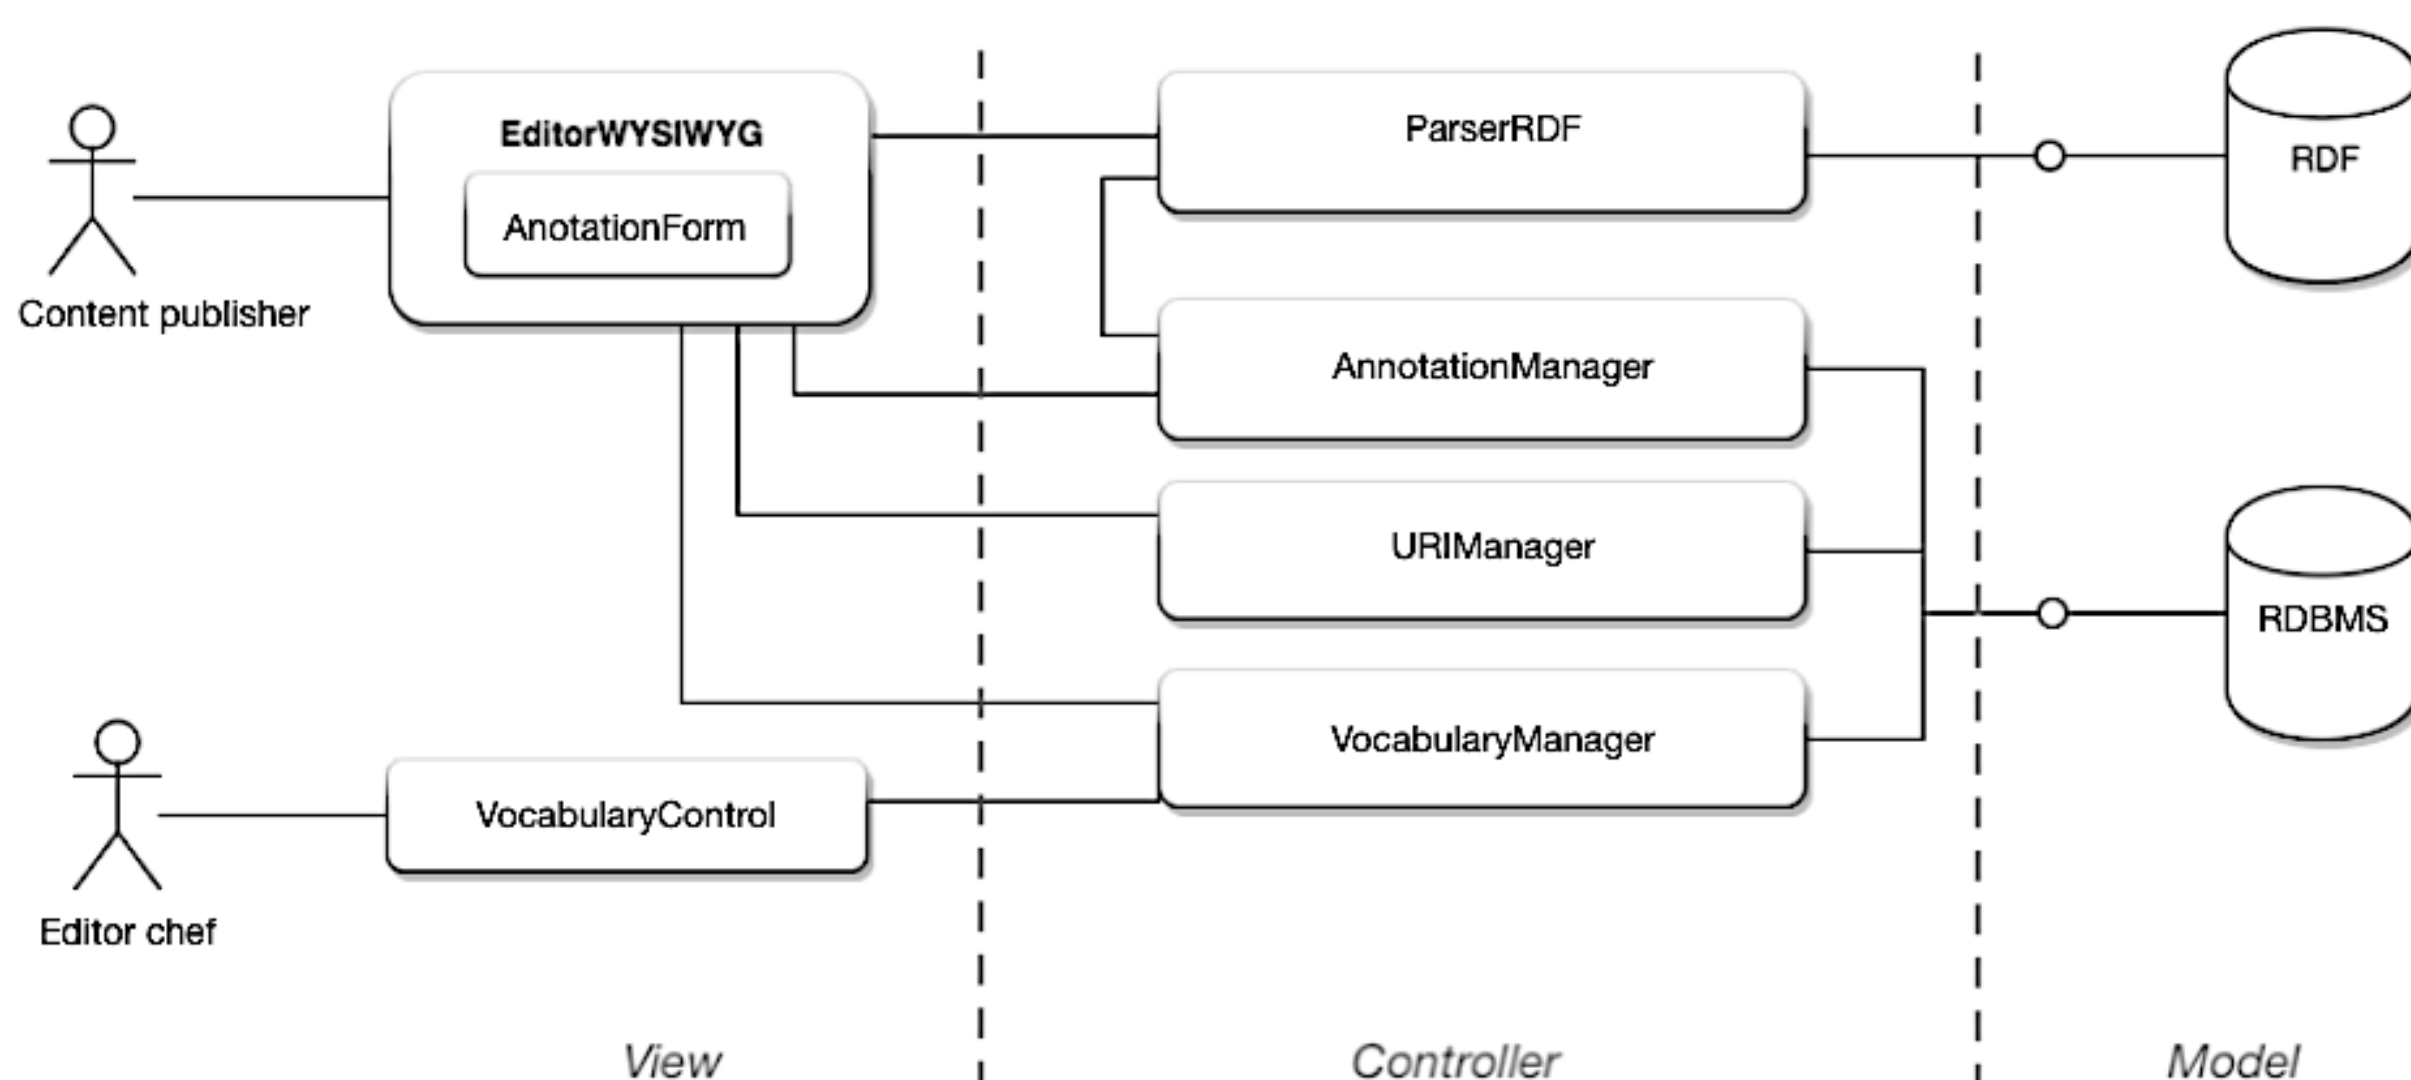 EditorWYSIWYG
AnotationForm
Content publisher
ParserRDF
RDF
AnnotationManager
URIManager
RDBMS
VocabularyManager
VocabularyControl
Editor chef
View
Controller
Model